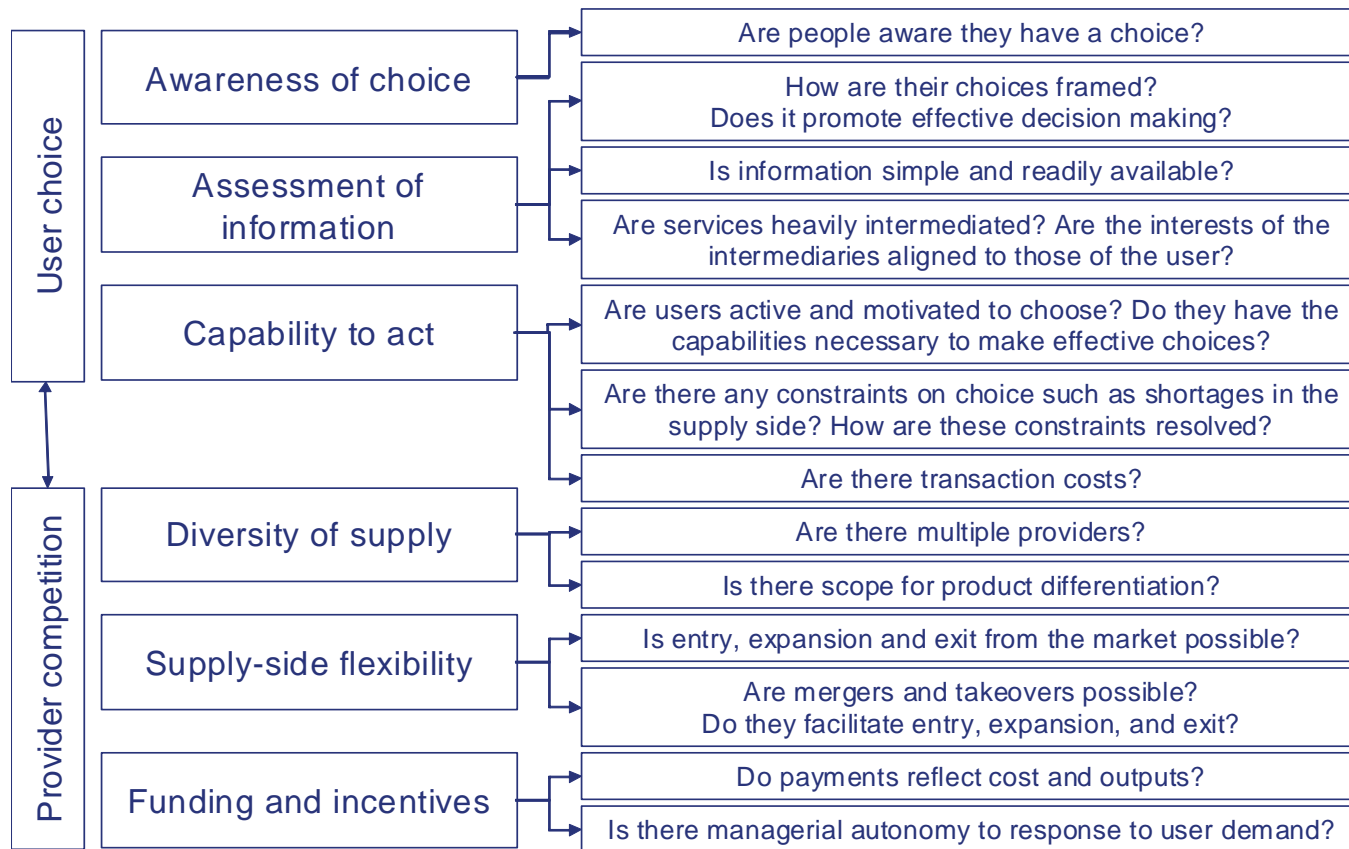 User choice
Awareness of choice
Are people aware they have a choice?
Assessment of
information
How are their choices framed?
Does it promote effective decision making?
Is information simple and readily available?
Are services heavily intermediated? Are the interests of the
intermediaries aligned to those of the user?
Capability to act
Are users active and motivated to choose? Do they have the
capabilities necessary to make effective choices?
Are there any constraints on choice such as shortages in the
supply side? How are these constraints resolved?
Are there transaction costs?
Provider competition
Diversity of supply
Are there multiple providers?
Is there scope for product differentiation?
Supply-side flexibility
Is entry, expansion and exit from the market possible?
Are mergers and takeovers possible?
Do they facilitate entry, expansion, and exit?
Funding and incentives
Do payments reflect cost and outputs?
Is there managerial autonomy to response to user demand?